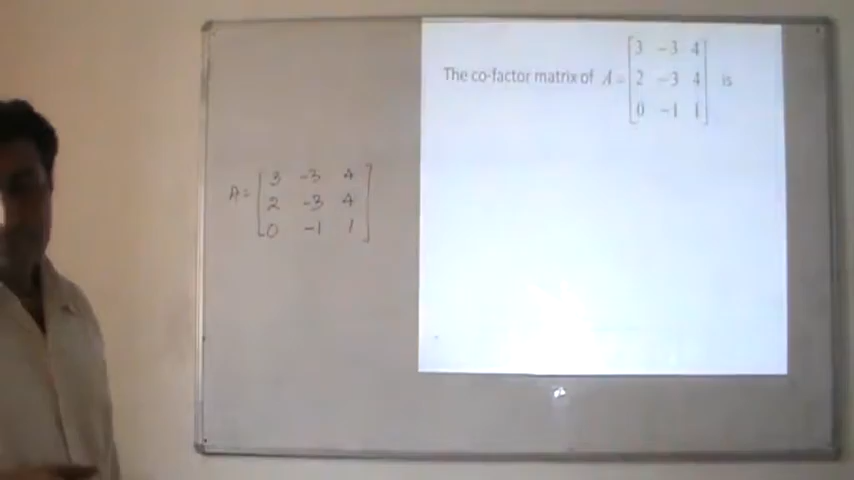 The co-factor matrix of A = [3 -3 4
2 -3 4
0 -1 1] is
A = [3 -3 4
2 -3 4
0 -1 1]